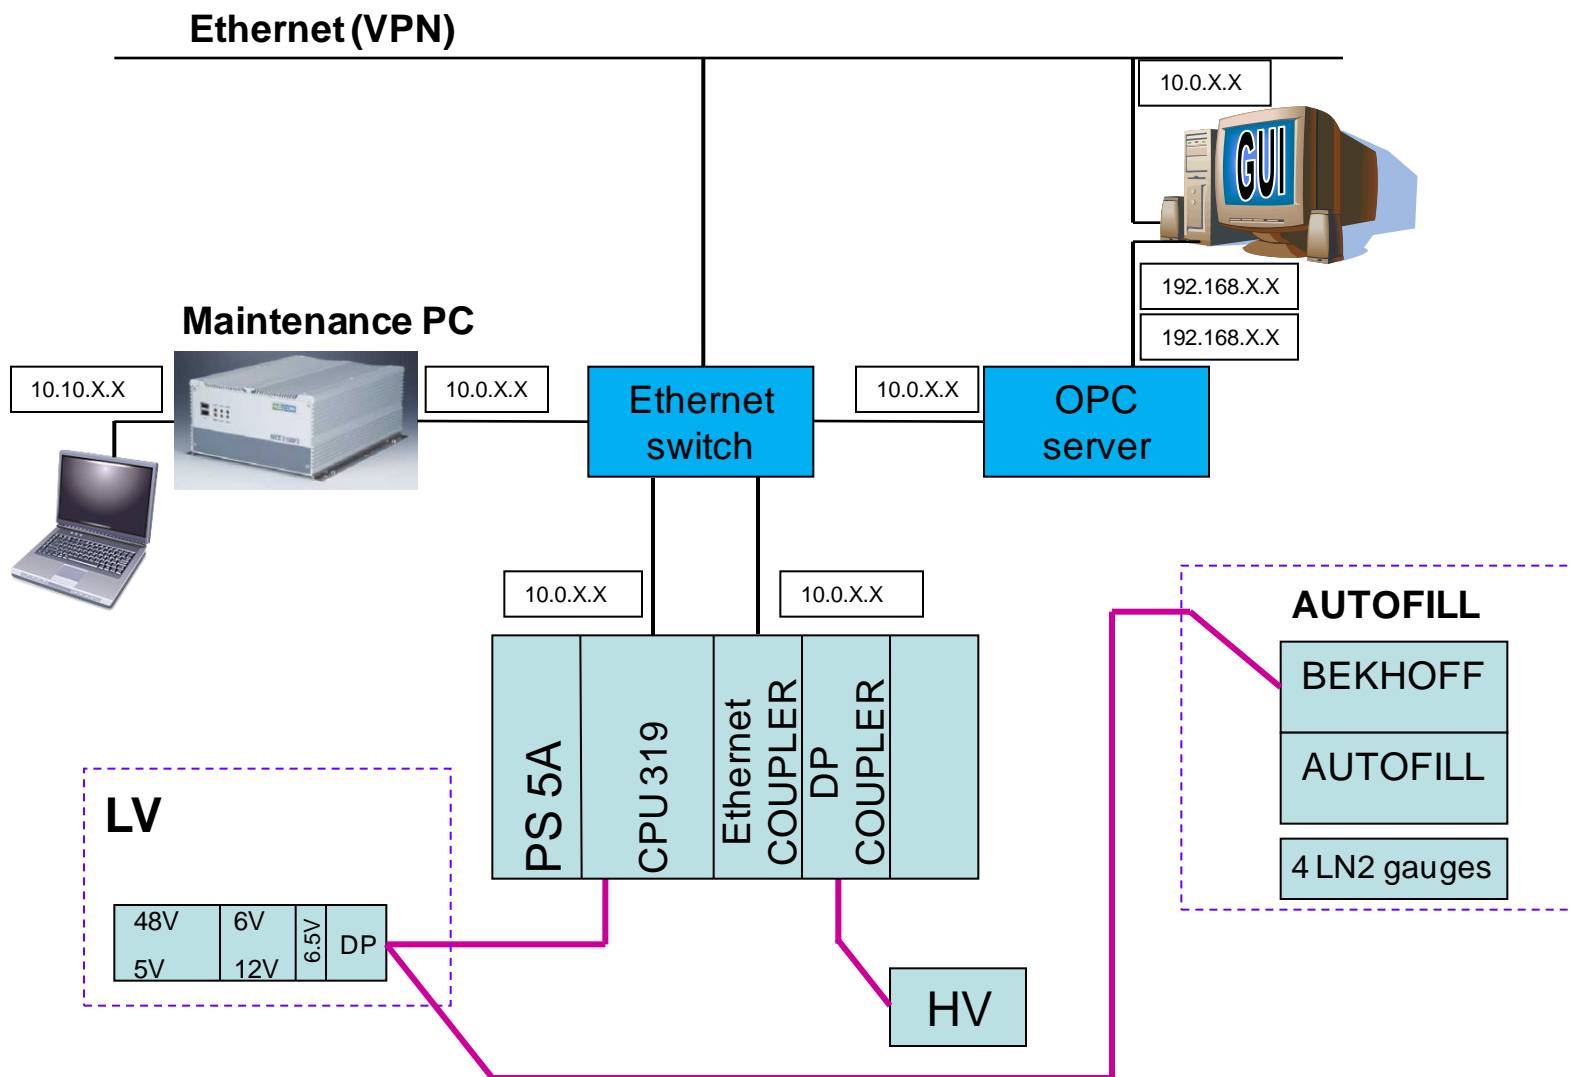 Ethernet (VPN)
10.0.X.X
GUI
192.168.X.X
192.168.X.X
Maintenance PC
10.10.X.X
10.0.X.X
Ethernet
switch
10.0.X.X
OPC
server
10.0.X.X
10.0.X.X
PS 5A
CPU 319
Ethernet
COUPLER
DP
COUPLER
AUTOFILL
BEKHOFF
AUTOFILL
4 LN2 gauges
LV
48V
5V
6V
12V
6.5V
DP
HV